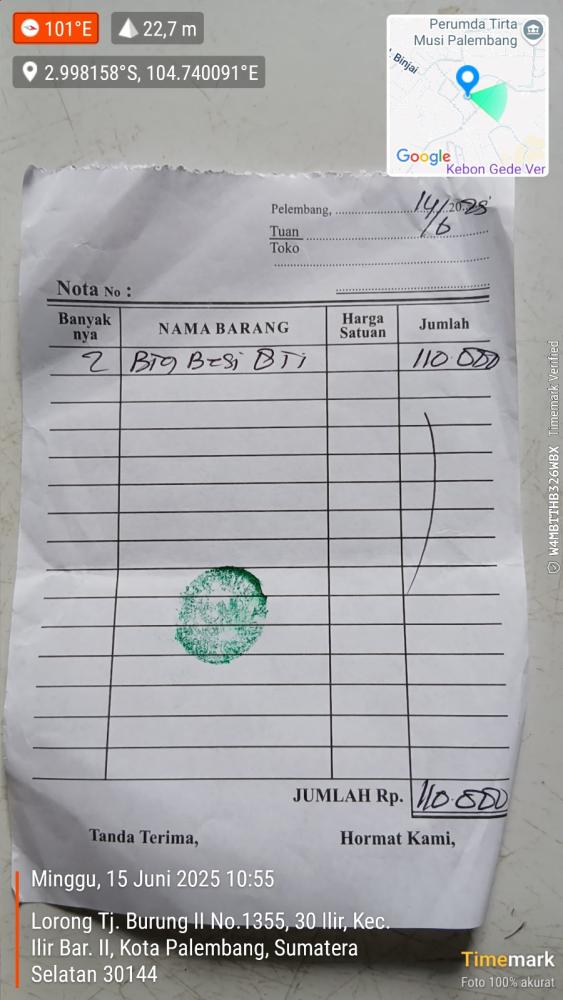 101°E 22,7 m
2.998158°S, 104.740091°E
Perumda Tirta
Musi Palembang
Binjai
Google
Kebon Gede Ver
Pelembang, 14/6 2025
Tuan
Toko
Nota No :
Banyak nya NAMA BARANG Harga Satuan Jumlah
2 Btg Besi 8 Ti 110.000
JUMLAH Rp. 110.000
Tanda Terima, Hormat Kami,
Minggu, 15 Juni 2025 10:55
Lorong Tj. Burung II No.1355, 30 Ilir, Kec.
Ilir Bar. II, Kota Palembang, Sumatera
Selatan 30144
Timemark
Foto 100% akurat
W4MBTTHB326WBX Timemark Verified